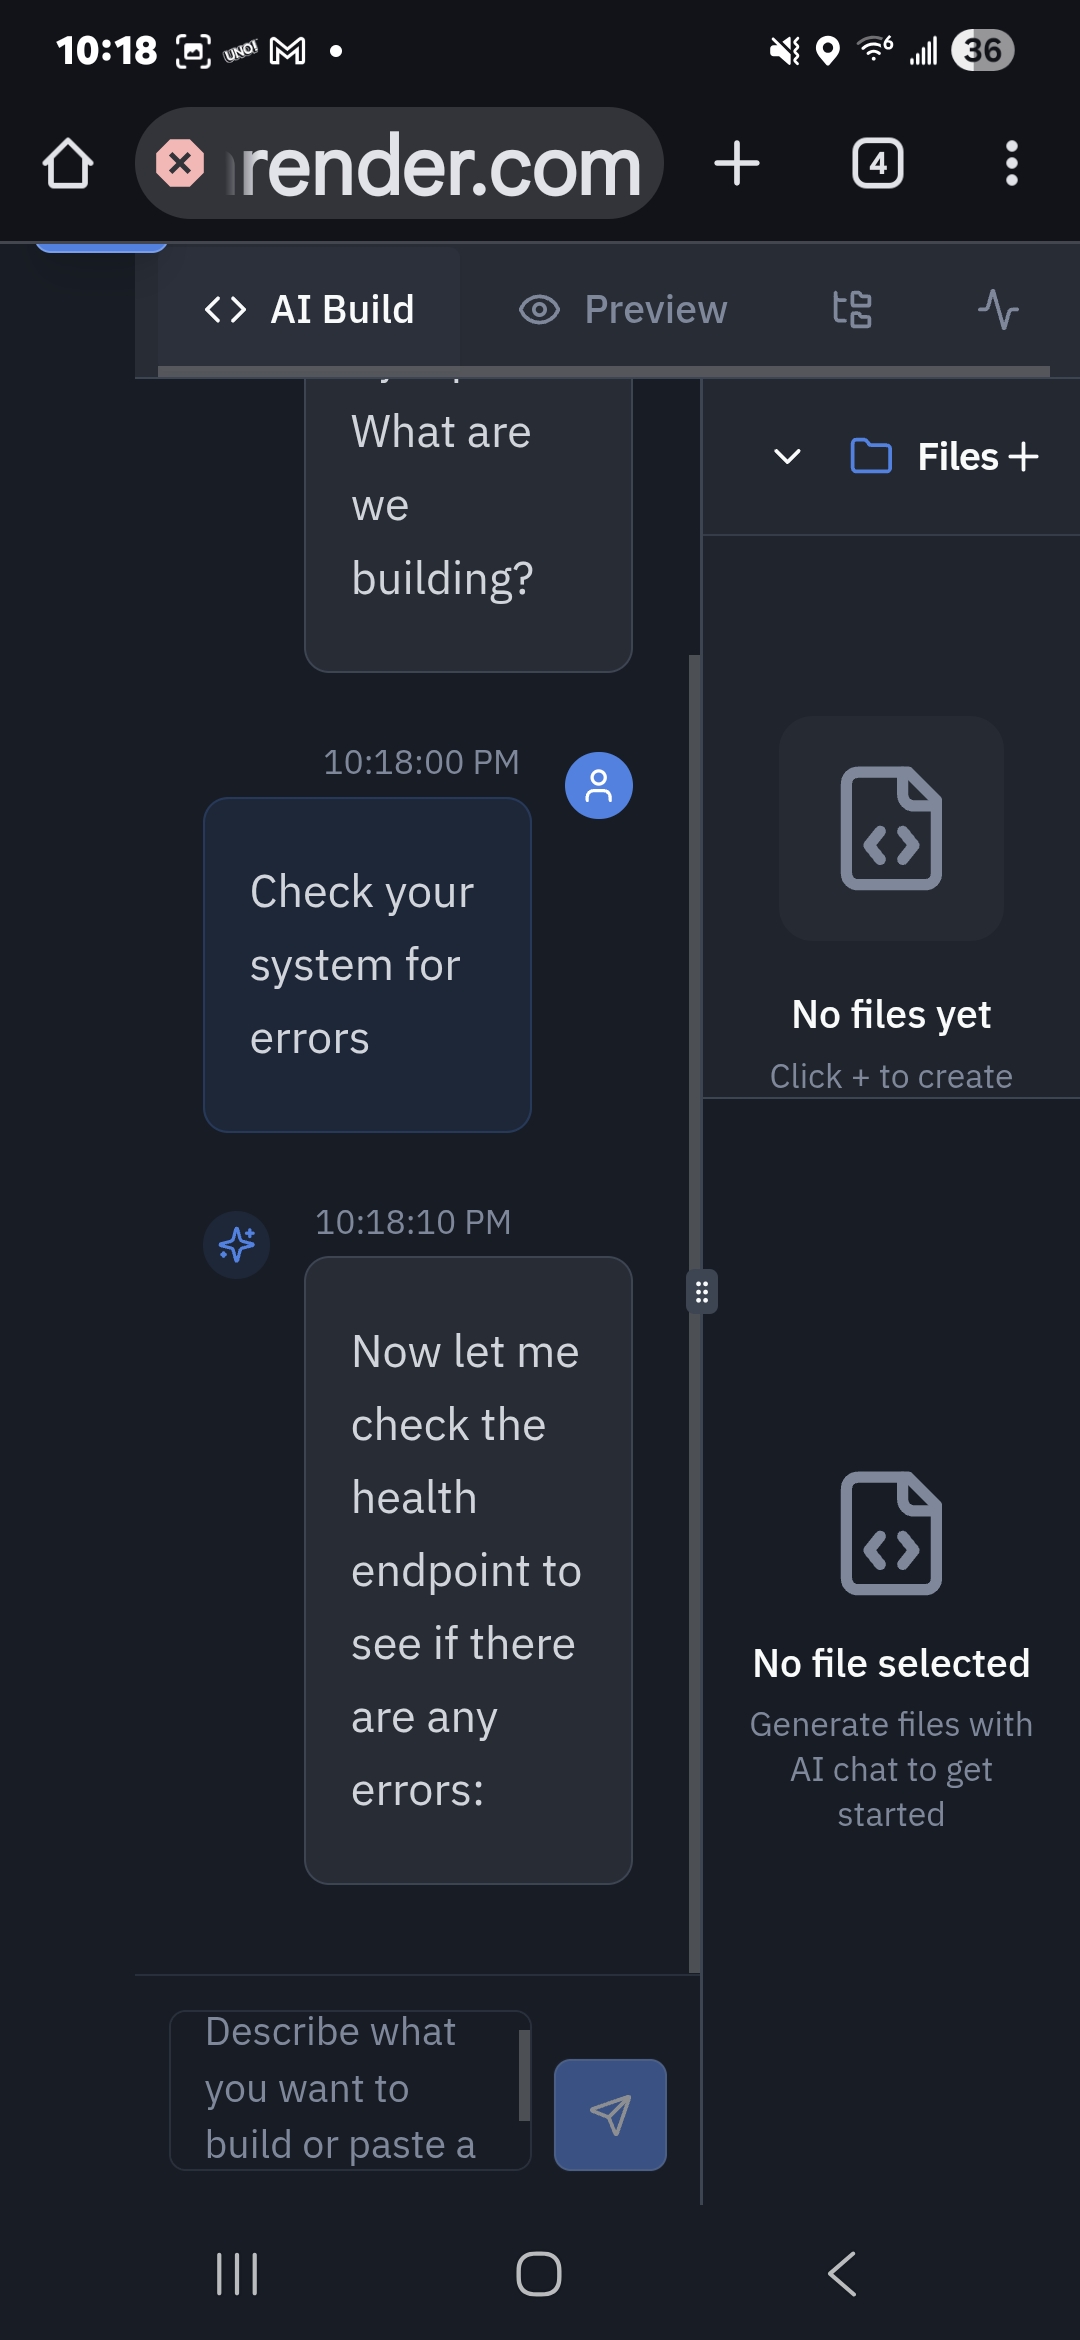 10:18
UNO!
6
36
render.com
4
AI Build
Preview
What are
we
building?
Files
10:18:00 PM
Check your
system for
errors
No files yet
Click + to create
10:18:10 PM
Now let me
check the
health
endpoint to
see if there
are any
errors:
No file selected
Generate files with
AI chat to get
started
Describe what
you want to
build or paste a